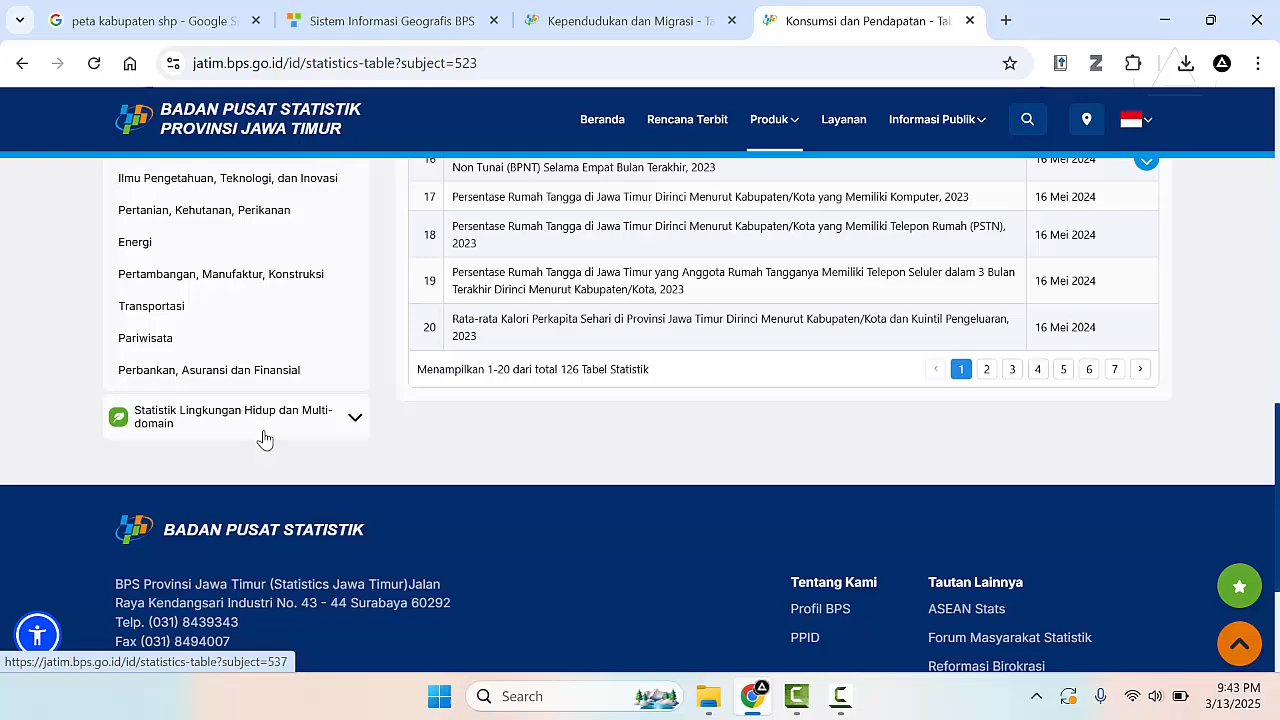 peta kabupaten shp - Google S
Sistem Informasi Geografis BPS
Kependudukan dan Migrasi - Te
Konsumsi dan Pendapatan - Tab
jatim.bps.go.id/id/statistics-table?subject=523
BADAN PUSAT STATISTIK
PROVINSI JAWA TIMUR
Beranda
Rencana Terbit
Produk
Layanan
Informasi Publik
Ilmu Pengetahuan, Teknologi, dan Inovasi
Pertanian, Kehutanan, Perikanan
Energi
Pertambangan, Manufaktur, Konstruksi
Transportasi
Pariwisata
Perbankan, Asuransi dan Finansial
Statistik Lingkungan Hidup dan Multi-
domain
16
Non Tunai (BPNT) Selama Empat Bulan Terakhir, 2023
16 Mei 2024
17 Persentase Rumah Tangga di Jawa Timur Dirinci Menurut Kabupaten/Kota yang Memiliki Komputer, 2023 16 Mei 2024
18 Persentase Rumah Tangga di Jawa Timur Dirinci Menurut Kabupaten/Kota yang Memiliki Telepon Rumah (PSTN),
2023
16 Mei 2024
19 Persentase Rumah Tangga di Jawa Timur yang Anggota Rumah Tangganya Memiliki Telepon Seluler dalam 3 Bulan
Terakhir Dirinci Menurut Kabupaten/Kota, 2023
16 Mei 2024
20 Rata-rata Kalori Perkapita Sehari di Provinsi Jawa Timur Dirinci Menurut Kabupaten/Kota dan Kuintil Pengeluaran,
2023
16 Mei 2024
Menampilkan 1-20 dari total 126 Tabel Statistik
1 2 3 4 5 6 7
BADAN PUSAT STATISTIK
BPS Provinsi Jawa Timur (Statistics Jawa Timur)Jalan
Raya Kendangsari Industri No. 43 - 44 Surabaya 60292
Telp. (031) 8439343
Fax (031) 8494007
Tentang Kami
Profil BPS
PPID
Tautan Lainnya
ASEAN Stats
Forum Masyarakat Statistik
Reformasi Birokrasi
https://jatim.bps.go.id/id/statistics-table?subject=537
Search
9:43 PM
3/13/2025